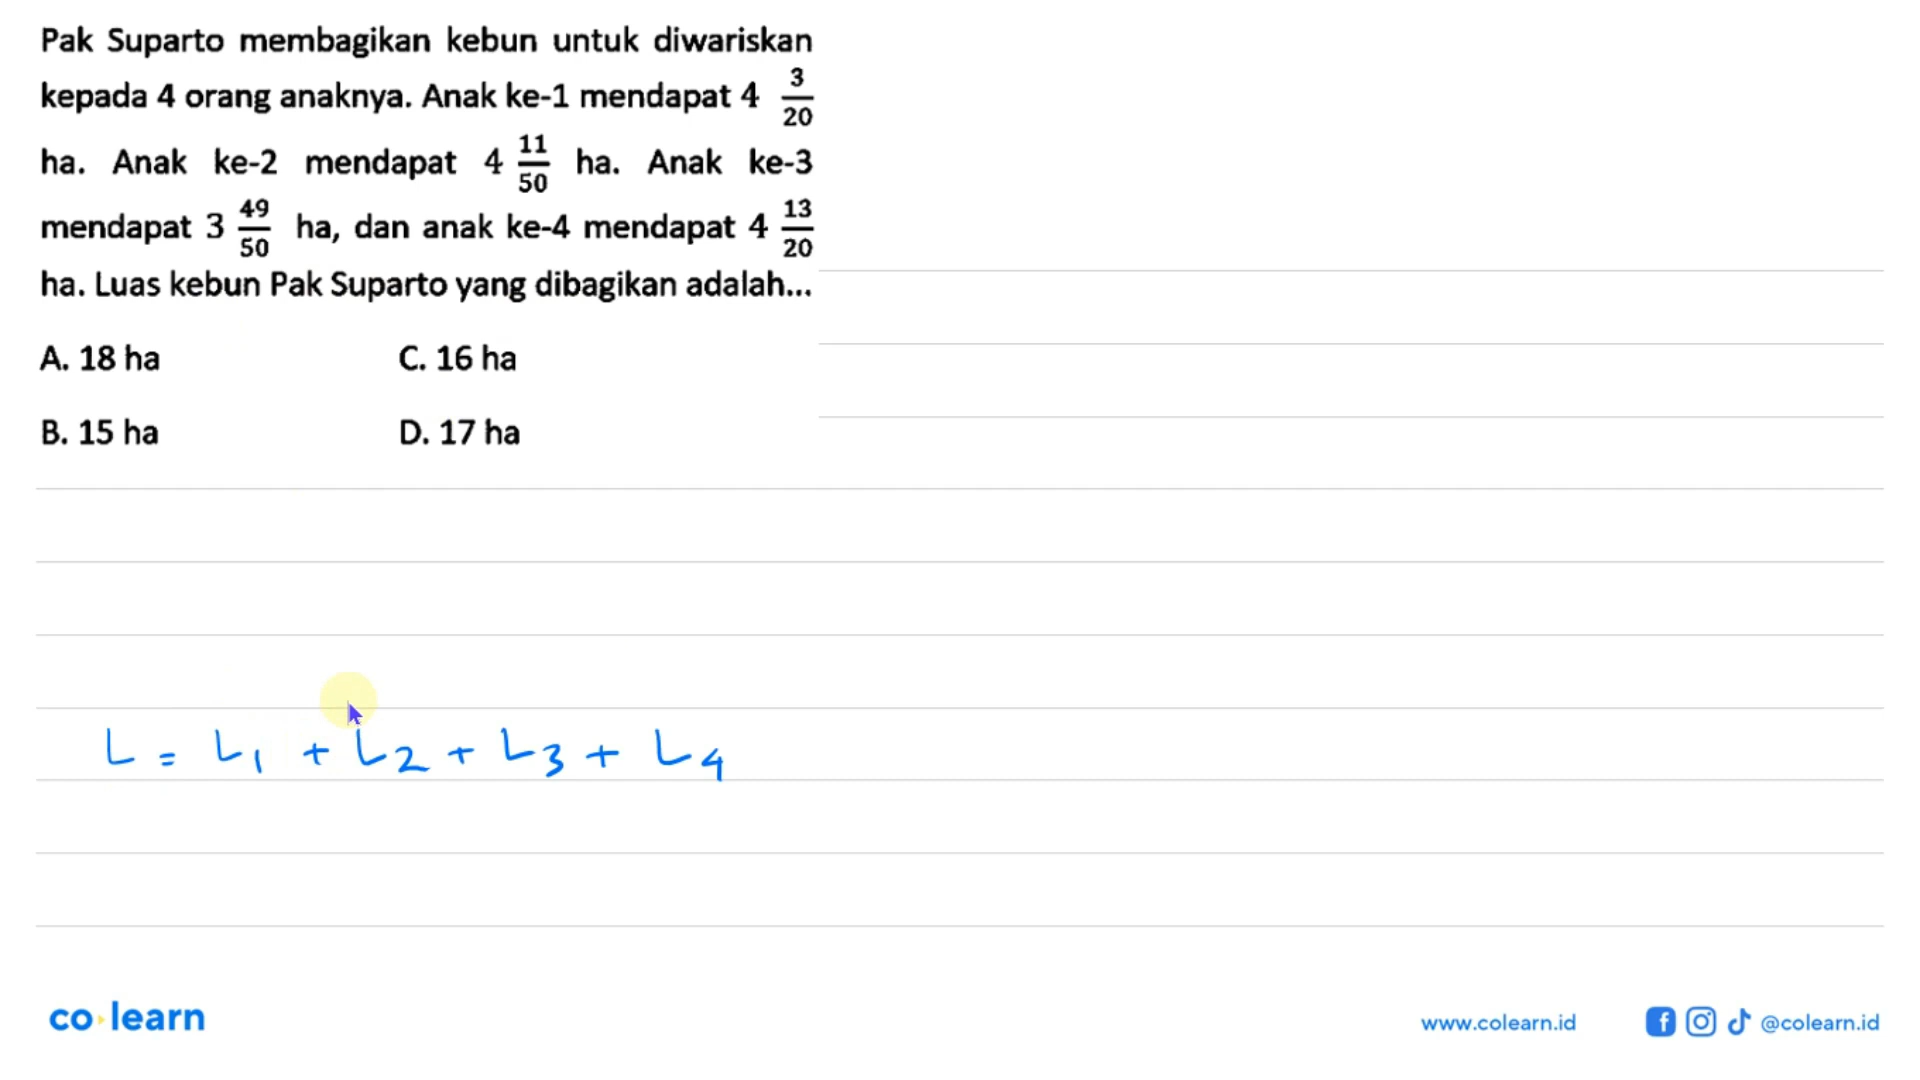 Pak Suparto membagikan kebun untuk diwariskan
kepada 4 orang anaknya. Anak ke-1 mendapat 4 3/20
ha. Anak ke-2 mendapat 4 11/50 ha. Anak ke-3
mendapat 3 49/50 ha, dan anak ke-4 mendapat 4 13/20
ha. Luas kebun Pak Suparto yang dibagikan adalah...
A. 18 ha C. 16 ha
B. 15 ha D. 17 ha
L = L1 + L2 + L3 + L4
co learn www.colearn.id @colearn.id